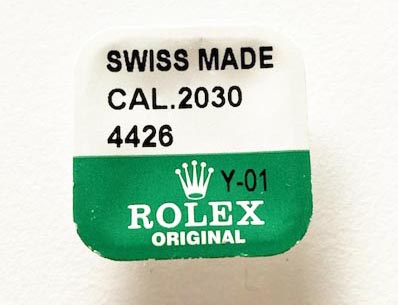 SWISS MADE
CAL.2030
4426
Y-01
ROLEX
ORIGINAL